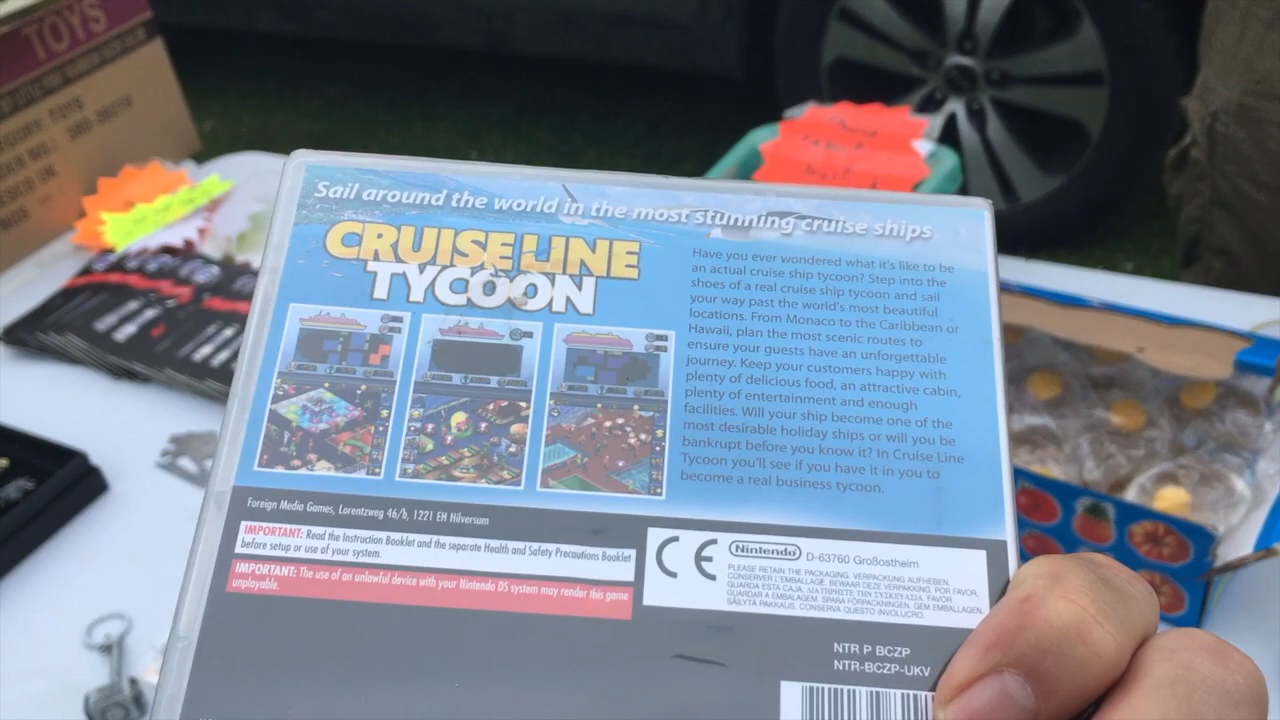 TOYS
Sail around the world in the most stunning cruise ships
CRUISE LINE
TYCOON
Have you ever wondered what it's like to be
an actual cruise ship tycoon? Step into the
shoes of a real cruise ship tycoon and sail
your way past the world's most beautiful
locations. From Monaco to the Caribbean or
Hawaii, plan the most scenic routes to
ensure your guests have an unforgettable
journey. Keep your customers happy with
plenty of delicious food, an attractive cabin,
plenty of entertainment and enough
facilities. Will your ship become one of the
most desirable holiday ships or will you be
bankrupt before you know it? In Cruise Line
Tycoon you'll see if you have it in you to
become a real business tycoon.
Foreign Media Games, Lorentzweg 46/b, 1221 EH Hilversum
IMPORTANT: Read the Instruction Booklet and the separate Health and Safety Precautions Booklet
before setup or use of your system.
IMPORTANT: The use of an unlawful device with your Nintendo DS system may render this game
unplayable.
CE
Nintendo D-63760 Großostheim
PLEASE RETAIN THE PACKAGING. VERPACKUNG AUFHEBEN.
CONSERVER L'EMBALLAGE. BEWAAR DEZE VERPAKKING. POR FAVOR,
GUARDA ESTA CAJA. ΔΙΑΤΗΡΗΣΤΕ ΤΗΝ ΣΥΣΚΕΥΑΣΙΑ. FAVOR
GUARDAR A EMBALAGEM. SPARA FÖRPACKNINGEN. GEM EMBALLAGEN.
SÄILYTÄ PAKKAUS. CONSERVA QUESTO INVOLUCRO.
NTR P BCZP
NTR-BCZP-UKV